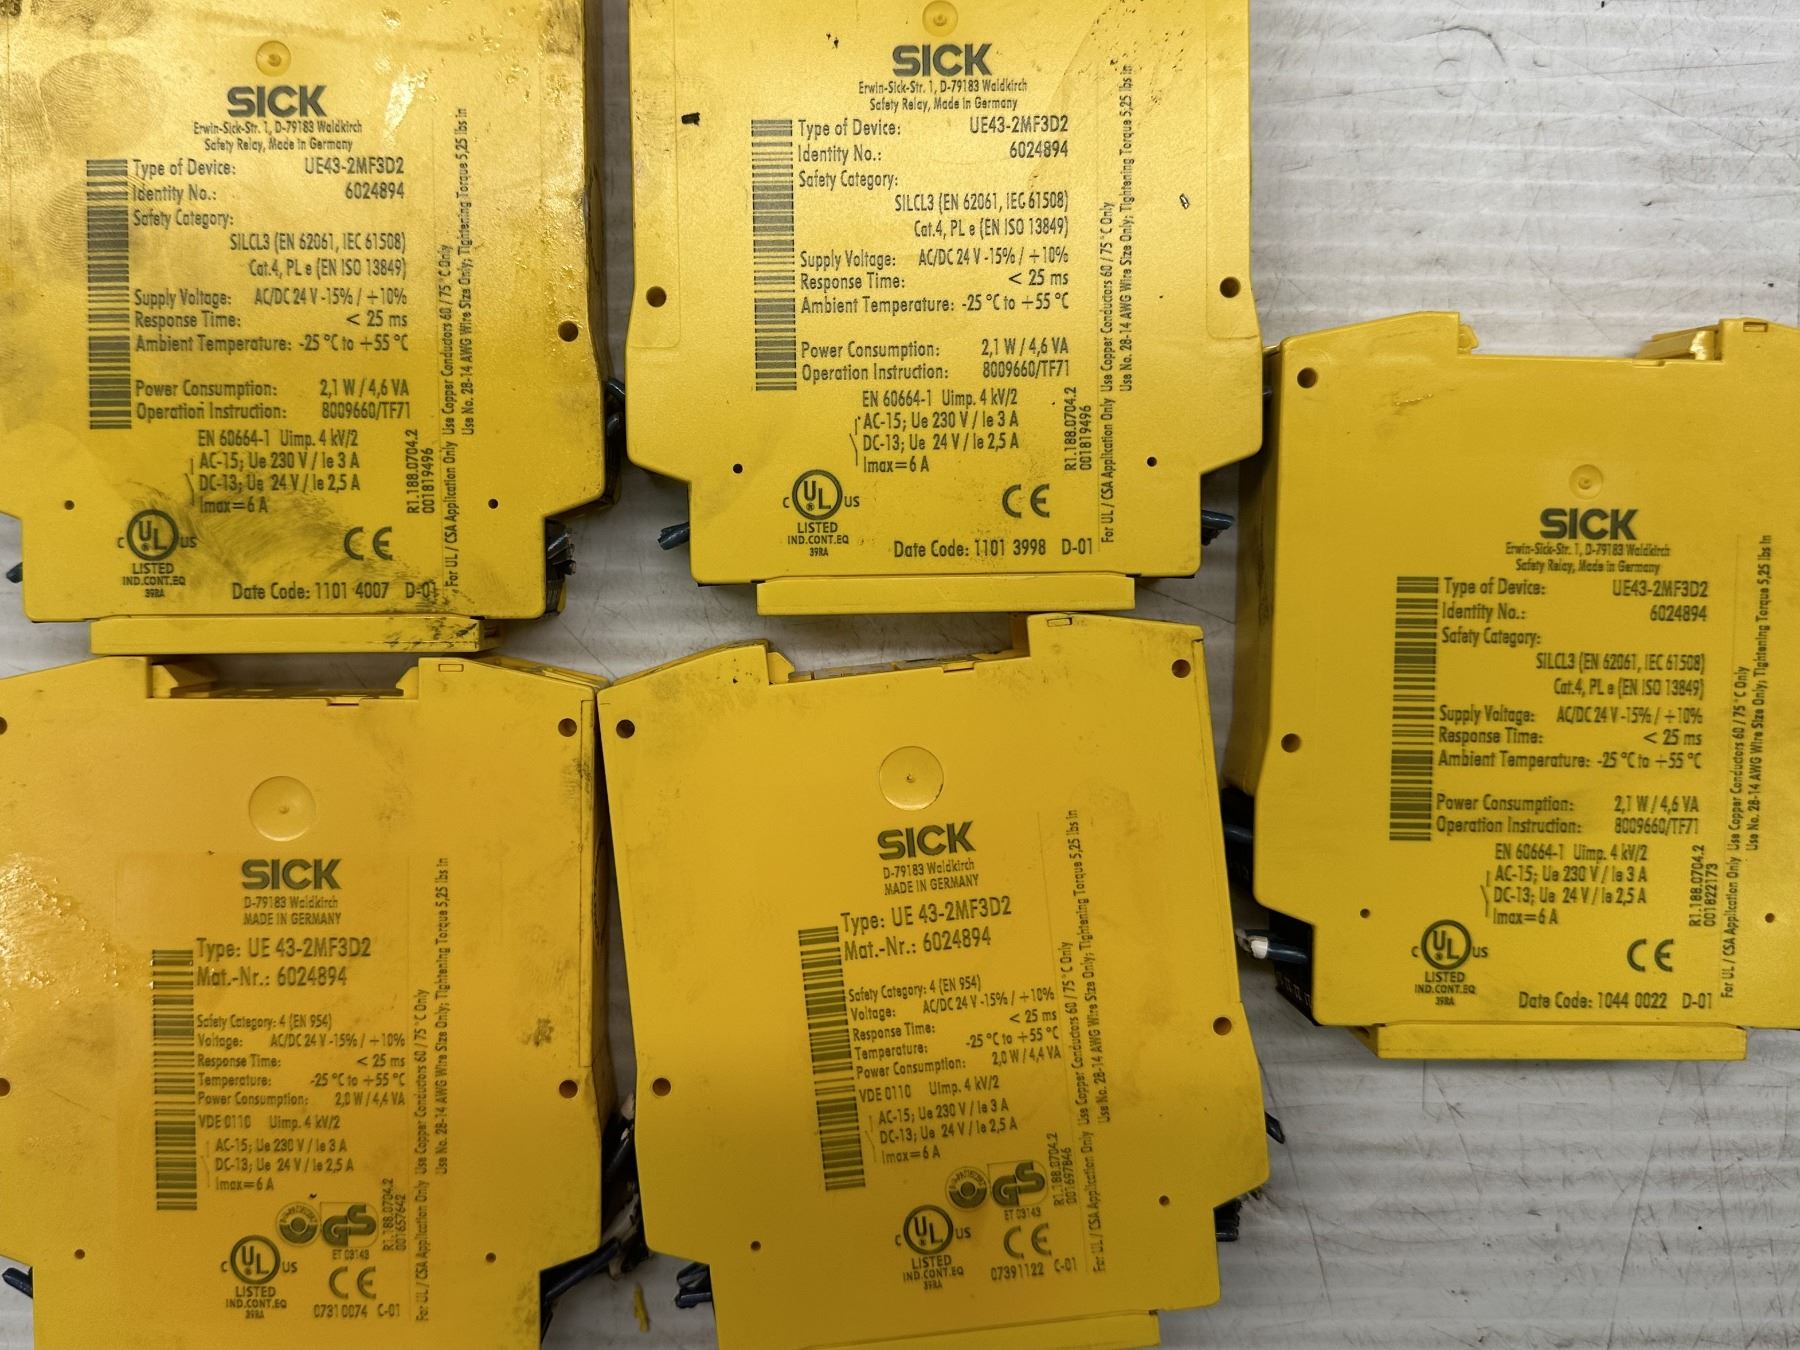 SICK
Erwin-Sick-Str. 1, D-79183 Waldkirch
Safety Relay, Made in Germany
Type of Device: UE43-2MF3D2
Identity No.: 6024894
Safety Category:
SILCL3 (EN 62061, IEC 61508)
Cat.4, PL e (EN ISO 13849)
Supply Voltage: AC/DC 24 V -15% / +10%
Response Time: < 25 ms
Ambient Temperature: -25 °C to +55 °C
Power Consumption: 2,1 W / 4,6 VA
Operation Instruction: 8009660/TF71
EN 60664-1 Uimp. 4 kV/2
AC-15; Ue 230 V / Ie 3 A
DC-13; Ue 24 V / Ie 2,5 A
Imax=6 A
R1.188.0704.2
001819496
For UL / CSA Application Only Use Copper Conductors 60 / 75 °C Only
Use No. 28-14 AWG Wire Size Only; Tightening Torque 5,25 lbs in
C UL US
LISTED
IND.CONT.EQ
39RA
CE
Date Code: 1101 4007 D-01
SICK
Erwin-Sick-Str. 1, D-79183 Waldkirch
Safety Relay, Made in Germany
Type of Device: UE43-2MF3D2
Identity No.: 6024894
Safety Category:
SILCL3 (EN 62061, IEC 61508)
Cat.4, PL e (EN ISO 13849)
Supply Voltage: AC/DC 24 V -15% / +10%
Response Time: < 25 ms
Ambient Temperature: -25 °C to +55 °C
Power Consumption: 2,1 W / 4,6 VA
Operation Instruction: 8009660/TF71
EN 60664-1 Uimp. 4 kV/2
AC-15; Ue 230 V / Ie 3 A
DC-13; Ue 24 V / Ie 2,5 A
Imax=6 A
R1.188.0704.2
001819496
For UL / CSA Application Only Use Copper Conductors 60 / 75 °C Only
Use No. 28-14 AWG Wire Size Only; Tightening Torque 5,25 lbs in
C UL US
LISTED
IND.CONT.EQ
39RA
CE
Date Code: 1101 3998 D-01
SICK
Erwin-Sick-Str. 1, D-79183 Waldkirch
Safety Relay, Made in Germany
Type of Device: UE43-2MF3D2
Identity No.: 6024894
Safety Category:
SILCL3 (EN 62061, IEC 61508)
Cat.4, PL e (EN ISO 13849)
Supply Voltage: AC/DC 24 V -15% / +10%
Response Time: < 25 ms
Ambient Temperature: -25 °C to +55 °C
Power Consumption: 2,1 W / 4,6 VA
Operation Instruction: 8009660/TF71
EN 60664-1 Uimp. 4 kV/2
AC-15; Ue 230 V / Ie 3 A
DC-13; Ue 24 V / Ie 2,5 A
Imax=6 A
R1.188.0704.2
001822173
For UL / CSA Application Only Use Copper Conductors 60 / 75 °C Only
Use No. 28-14 AWG Wire Size Only; Tightening Torque 5,25 lbs in
C UL US
LISTED
IND.CONT.EQ
39RA
CE
Date Code: 1044 0022 D-01
SICK
D-79183 Waldkirch
MADE IN GERMANY
Type: UE 43-2MF3D2
Mat.-Nr.: 6024894
Safety Category: 4 (EN 954)
Voltage: AC/DC 24 V -15% / +10%
Response Time: < 25 ms
Temperature: -25 °C to +55 °C
Power Consumption: 2,0 W / 4,4 VA
VDE 0110 Uimp. 4 kV/2
AC-15; Ue 230 V / Ie 3 A
DC-13; Ue 24 V / Ie 2,5 A
Imax=6 A
R1.188.0704.2
001657642
For UL / CSA Application Only Use Copper Conductors 60 / 75 °C Only
Use No. 28-14 AWG Wire Size Only; Tightening Torque 5,25 lbs in
GS
ET 03143
C UL US
LISTED
IND.CONT.EQ
39RA
CE
07310074 C-01
SICK
D-79183 Waldkirch
MADE IN GERMANY
Type: UE 43-2MF3D2
Mat.-Nr.: 6024894
Safety Category: 4 (EN 954)
Voltage: AC/DC 24 V -15% / +10%
Response Time: < 25 ms
Temperature: -25 °C to +55 °C
Power Consumption: 2,0 W / 4,4 VA
VDE 0110 Uimp. 4 kV/2
AC-15; Ue 230 V / Ie 3 A
DC-13; Ue 24 V / Ie 2,5 A
Imax=6 A
R1.188.0704.2
001697846
For UL / CSA Application Only Use Copper Conductors 60 / 75 °C Only
Use No. 28-14 AWG Wire Size Only; Tightening Torque 5,25 lbs in
GS
ET 03143
C UL US
LISTED
IND.CONT.EQ
39RA
CE
07391122 C-01